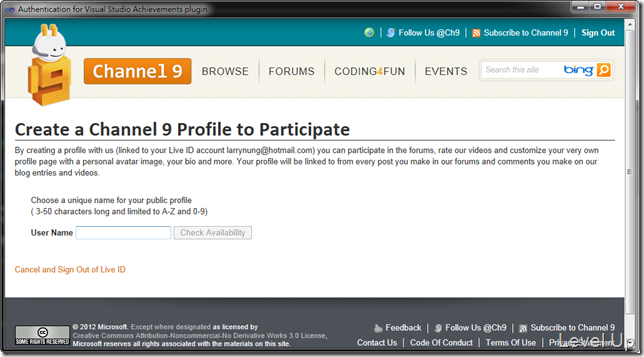 Authentication for Visual Studio Achievements plugin
Follow Us @Ch9 | Subscribe to Channel 9 | Sign Out
9
Channel 9 BROWSE FORUMS CODING4FUN EVENTS Search this site bing
Create a Channel 9 Profile to Participate
By creating a profile with us (linked to your Live ID account larrynung@hotmail.com) you can participate in the forums, rate our videos and customize your very own
profile page with a personal avatar image, your bio and more. Your profile will be linked to from every post you make in our forums and comments you make on our
blog entries and videos.
Choose a unique name for your public profile
( 3-50 characters long and limited to A-Z and 0-9)
User Name Check Availability
Cancel and Sign Out of Live ID
© 2012 Microsoft. Except where designated as licensed by
Creative Commons Attribution-Noncommercial-No Derivative Works 3.0 License,
Microsoft reserves all rights associated with the materials on this site.
SOME RIGHTS RESERVED
Feedback | Follow Us @Ch9 | Subscribe to Channel 9
Contact Us | Code Of Conduct | Terms Of Use | Privacy Statement
Level Up